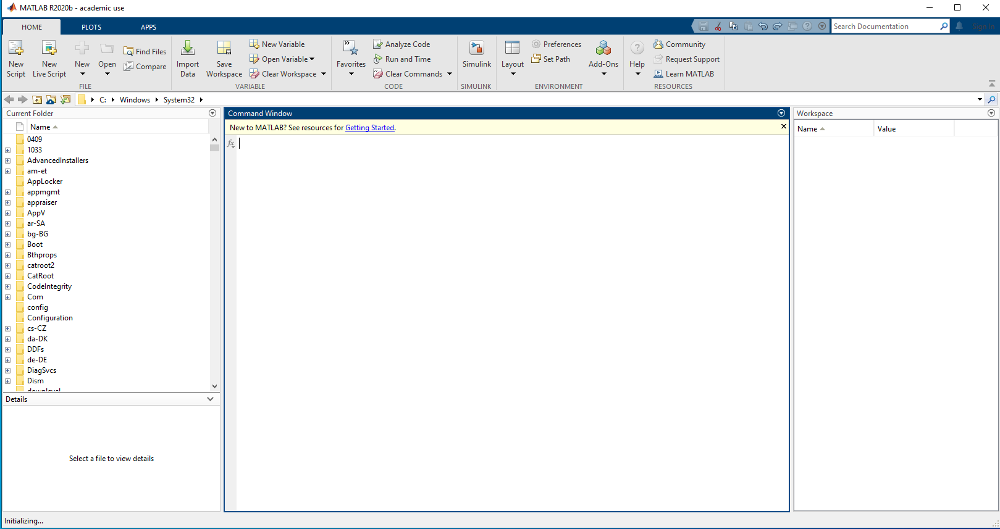 MATLAB R2020b - academic use
HOME PLOTS APPS
Search Documentation
Sign In
New Script
New Live Script
New
Open
Find Files
Compare
FILE
Import Data
Save Workspace
New Variable
Open Variable
Clear Workspace
VARIABLE
Favorites
Analyze Code
Run and Time
Clear Commands
CODE
Simulink
SIMULINK
Layout
Preferences
Set Path
Add-Ons
ENVIRONMENT
Help
Community
Request Support
Learn MATLAB
RESOURCES
C: Windows System32
Current Folder
Name
0409
1033
AdvancedInstallers
am-et
AppLocker
appmgmt
appraiser
AppV
ar-SA
bg-BG
Boot
Bthprops
catroot2
CatRoot
CodeIntegrity
Com
config
Configuration
cs-CZ
da-DK
DDFs
de-DE
DiagSvcs
Dism
downlevel
Details
Select a file to view details
Command Window
New to MATLAB? See resources for Getting Started.
fx
Workspace
Name Value
Initializing...